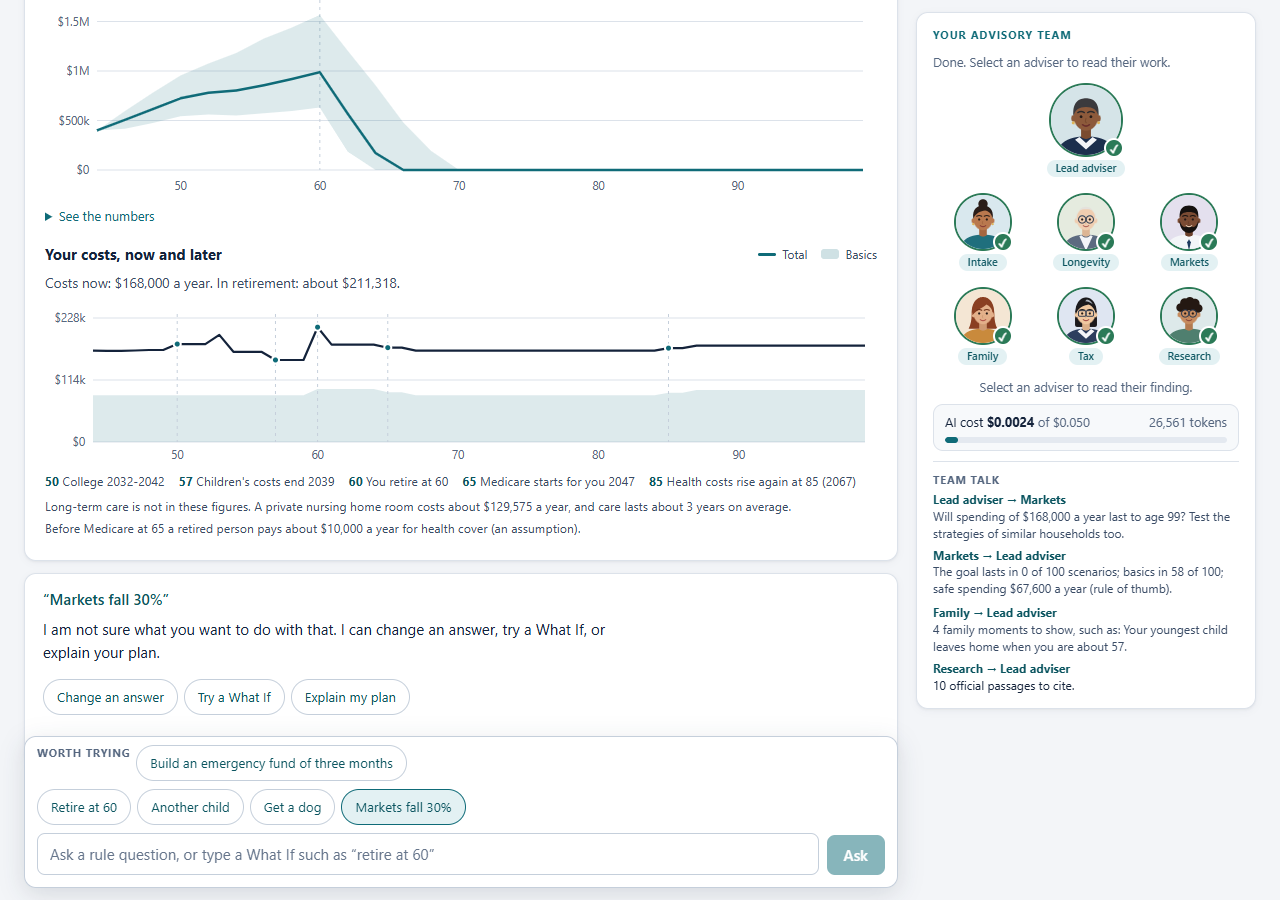 $1.5M
$1M
$500k
$0
50 60 70 80 90
See the numbers
Your costs, now and later
Total Basics
Costs now: $168,000 a year. In retirement: about $211,318.
$228k
$114k
$0
50 60 70 80 90
50 College 2032-2042 57 Children's costs end 2039 60 You retire at 60 65 Medicare starts for you 2047 85 Health costs rise again at 85 (2067)
Long-term care is not in these figures. A private nursing home room costs about $129,575 a year, and care lasts about 3 years on average.
Before Medicare at 65 a retired person pays about $10,000 a year for health cover (an assumption).
“Markets fall 30%”
I am not sure what you want to do with that. I can change an answer, try a What If, or
explain your plan.
Change an answer Try a What If Explain my plan
WORTH TRYING Build an emergency fund of three months
Retire at 60 Another child Get a dog Markets fall 30%
Ask a rule question, or type a What If such as “retire at 60” Ask
YOUR ADVISORY TEAM
Done. Select an adviser to read their work.
Lead adviser
Intake Longevity Markets
Family Tax Research
Select an adviser to read their finding.
AI cost $0.0024 of $0.050 26,561 tokens
TEAM TALK
Lead adviser → Markets
Will spending of $168,000 a year last to age 99? Test the
strategies of similar households too.
Markets → Lead adviser
The goal lasts in 0 of 100 scenarios; basics in 58 of 100;
safe spending $67,600 a year (rule of thumb).
Family → Lead adviser
4 family moments to show, such as: Your youngest child
leaves home when you are about 57.
Research → Lead adviser
10 official passages to cite.